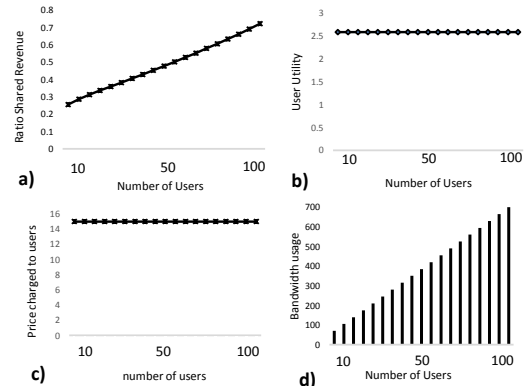 0.8
0.7
0.6
0.5
0.4
0.3
0.2
0.1
0
Ratio Shared Revenue
10 50 100
Number of Users
a)
3
2.5
2
1.5
1
0.5
0
User Utility
10 50 100
Number of Users
b)
16
14
12
10
8
6
4
2
0
Price charged to users
10 50 100
number of users
c)
700
600
500
400
300
200
100
0
Bandwidth usage
10 50 100
Number of Users
d)